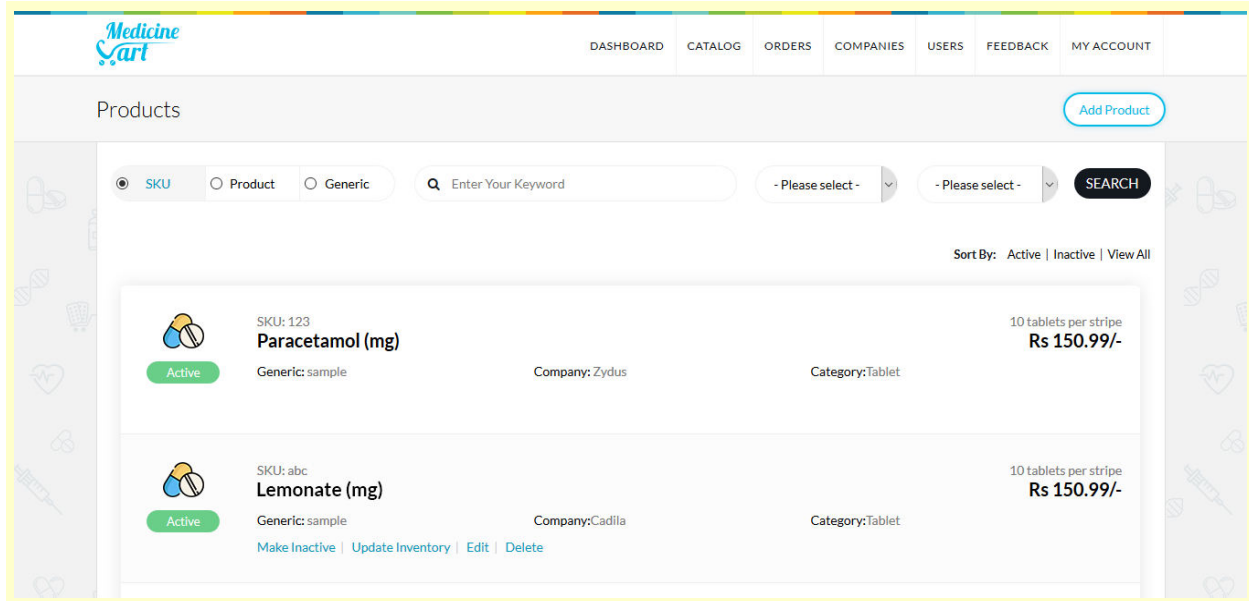 Medicine
Cart
DASHBOARD CATALOG ORDERS COMPANIES USERS FEEDBACK MY ACCOUNT
Products Add Product
SKU Product Generic Enter Your Keyword - Please select - - Please select - SEARCH
Sort By: Active | Inactive | View All
SKU: 123 10 tablets per stripe
Paracetamol (mg) Rs 150.99/-
Active Generic: sample Company: Zydus Category:Tablet
SKU: abc 10 tablets per stripe
Lemonate (mg) Rs 150.99/-
Active Generic: sample Company:Cadila Category:Tablet
Make Inactive | Update Inventory | Edit | Delete